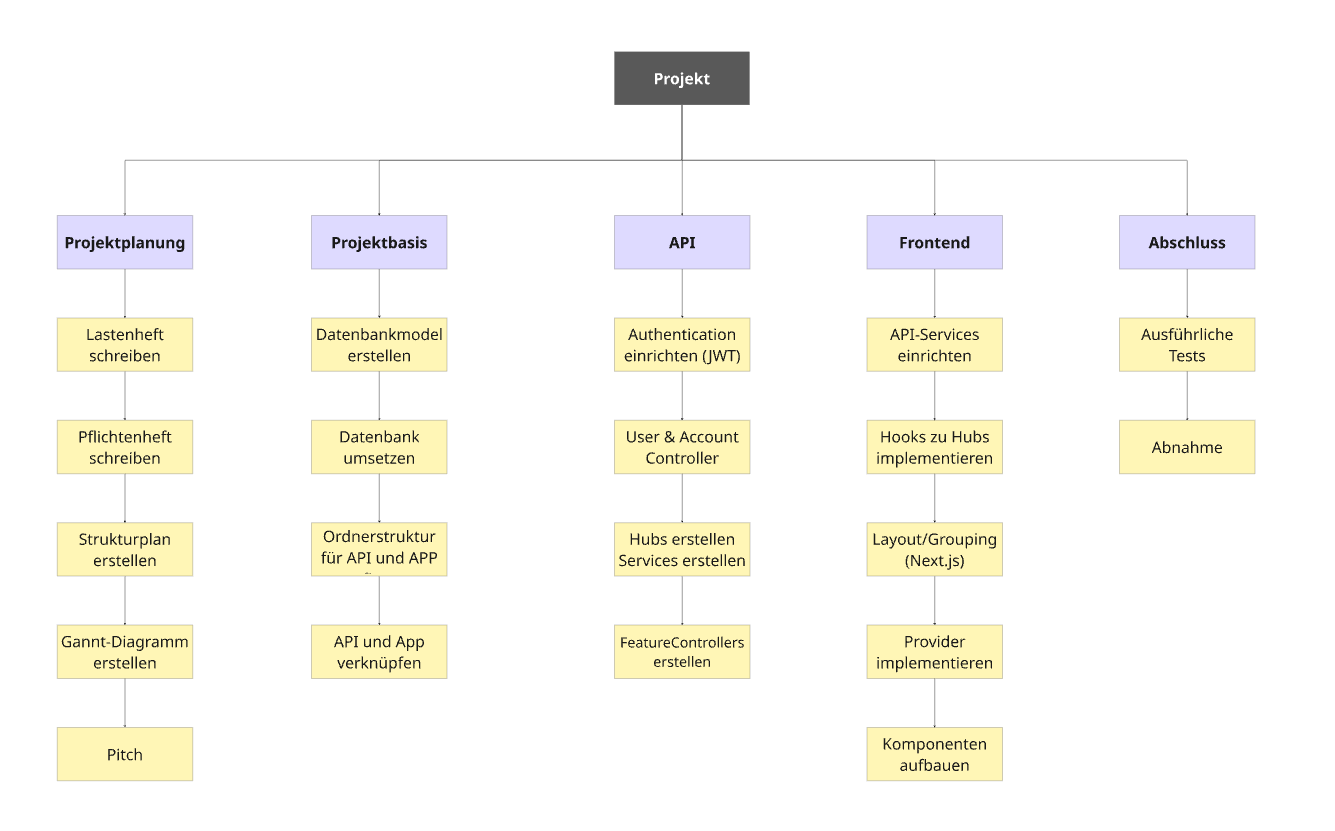 Projekt
Projektplanung
Projektbasis
API
Frontend
Abschluss
Lastenheft
schreiben
Datenbankmodel
erstellen
Authentication
einrichten (JWT)
API-Services
einrichten
Ausführliche
Tests
Pflichtenheft
schreiben
Datenbank
umsetzen
User & Account
Controller
Hooks zu Hubs
implementieren
Abnahme
Strukturplan
erstellen
Ordnerstruktur
für API und APP
Hubs erstellen
Services erstellen
Layout/Grouping
(Next.js)
Gannt-Diagramm
erstellen
API und App
verknüpfen
FeatureControllers
erstellen
Provider
implementieren
Pitch
Komponenten
aufbauen